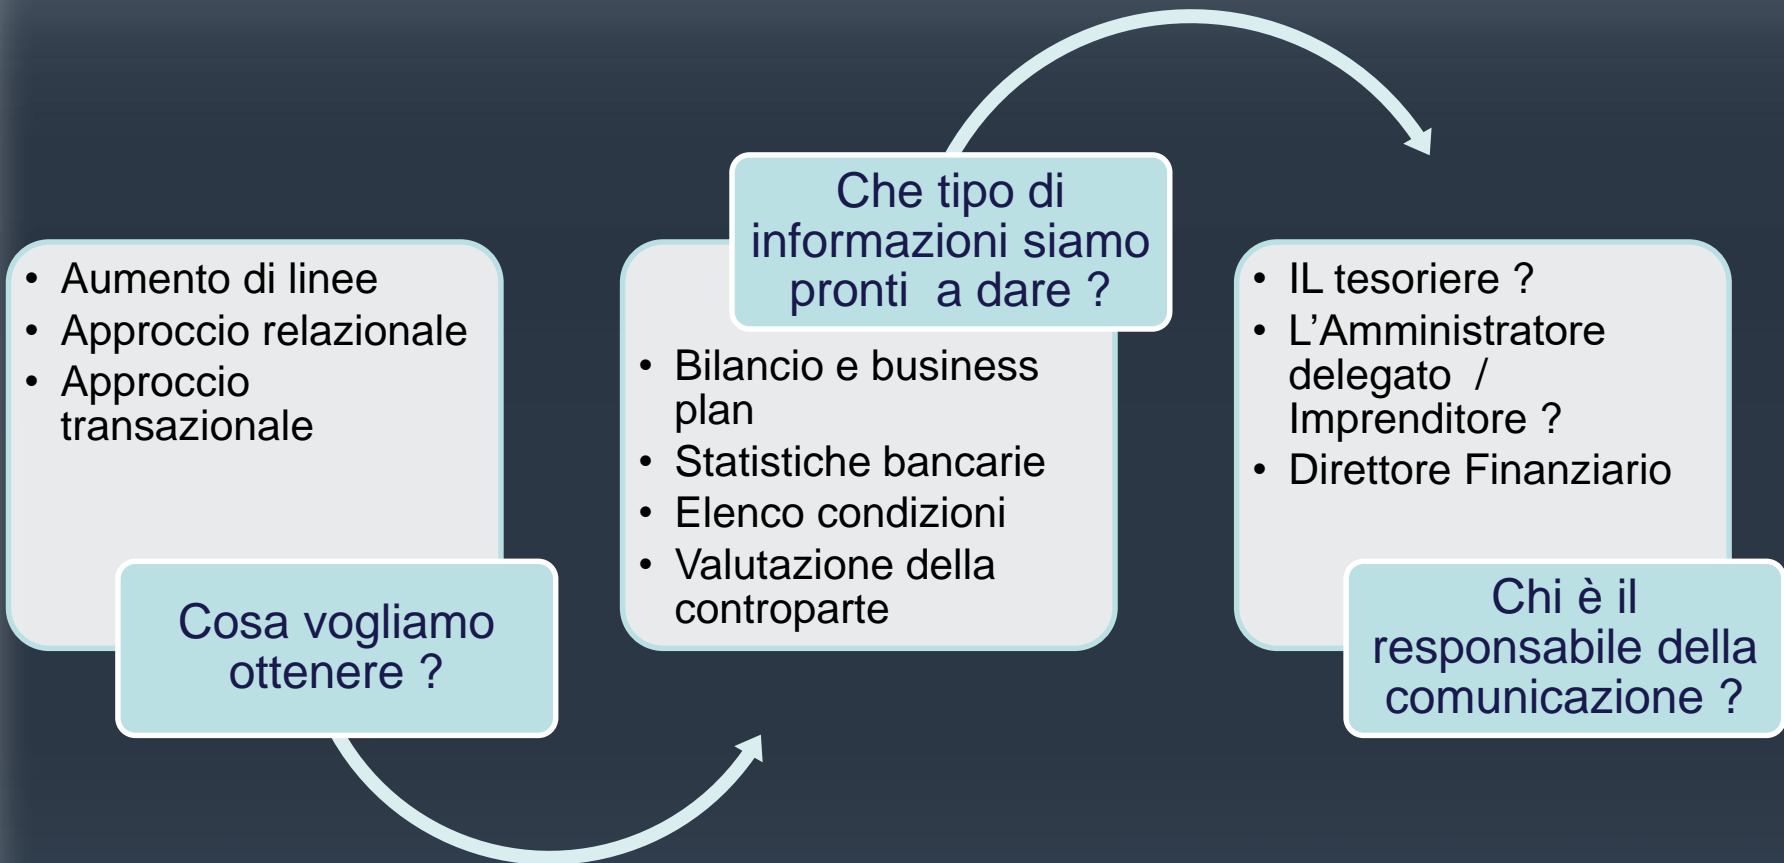 • Aumento di linee
• Approccio relazionale
• Approccio
transazionale
Cosa vogliamo
ottenere ?
Che tipo di
informazioni siamo
pronti  a dare ?
• Bilancio e business
plan
• Statistiche bancarie
• Elenco condizioni
• Valutazione della
controparte
• IL tesoriere ?
• L’Amministratore
delegato  /
Imprenditore ?
• Direttore Finanziario
Chi è il
responsabile della
comunicazione ?